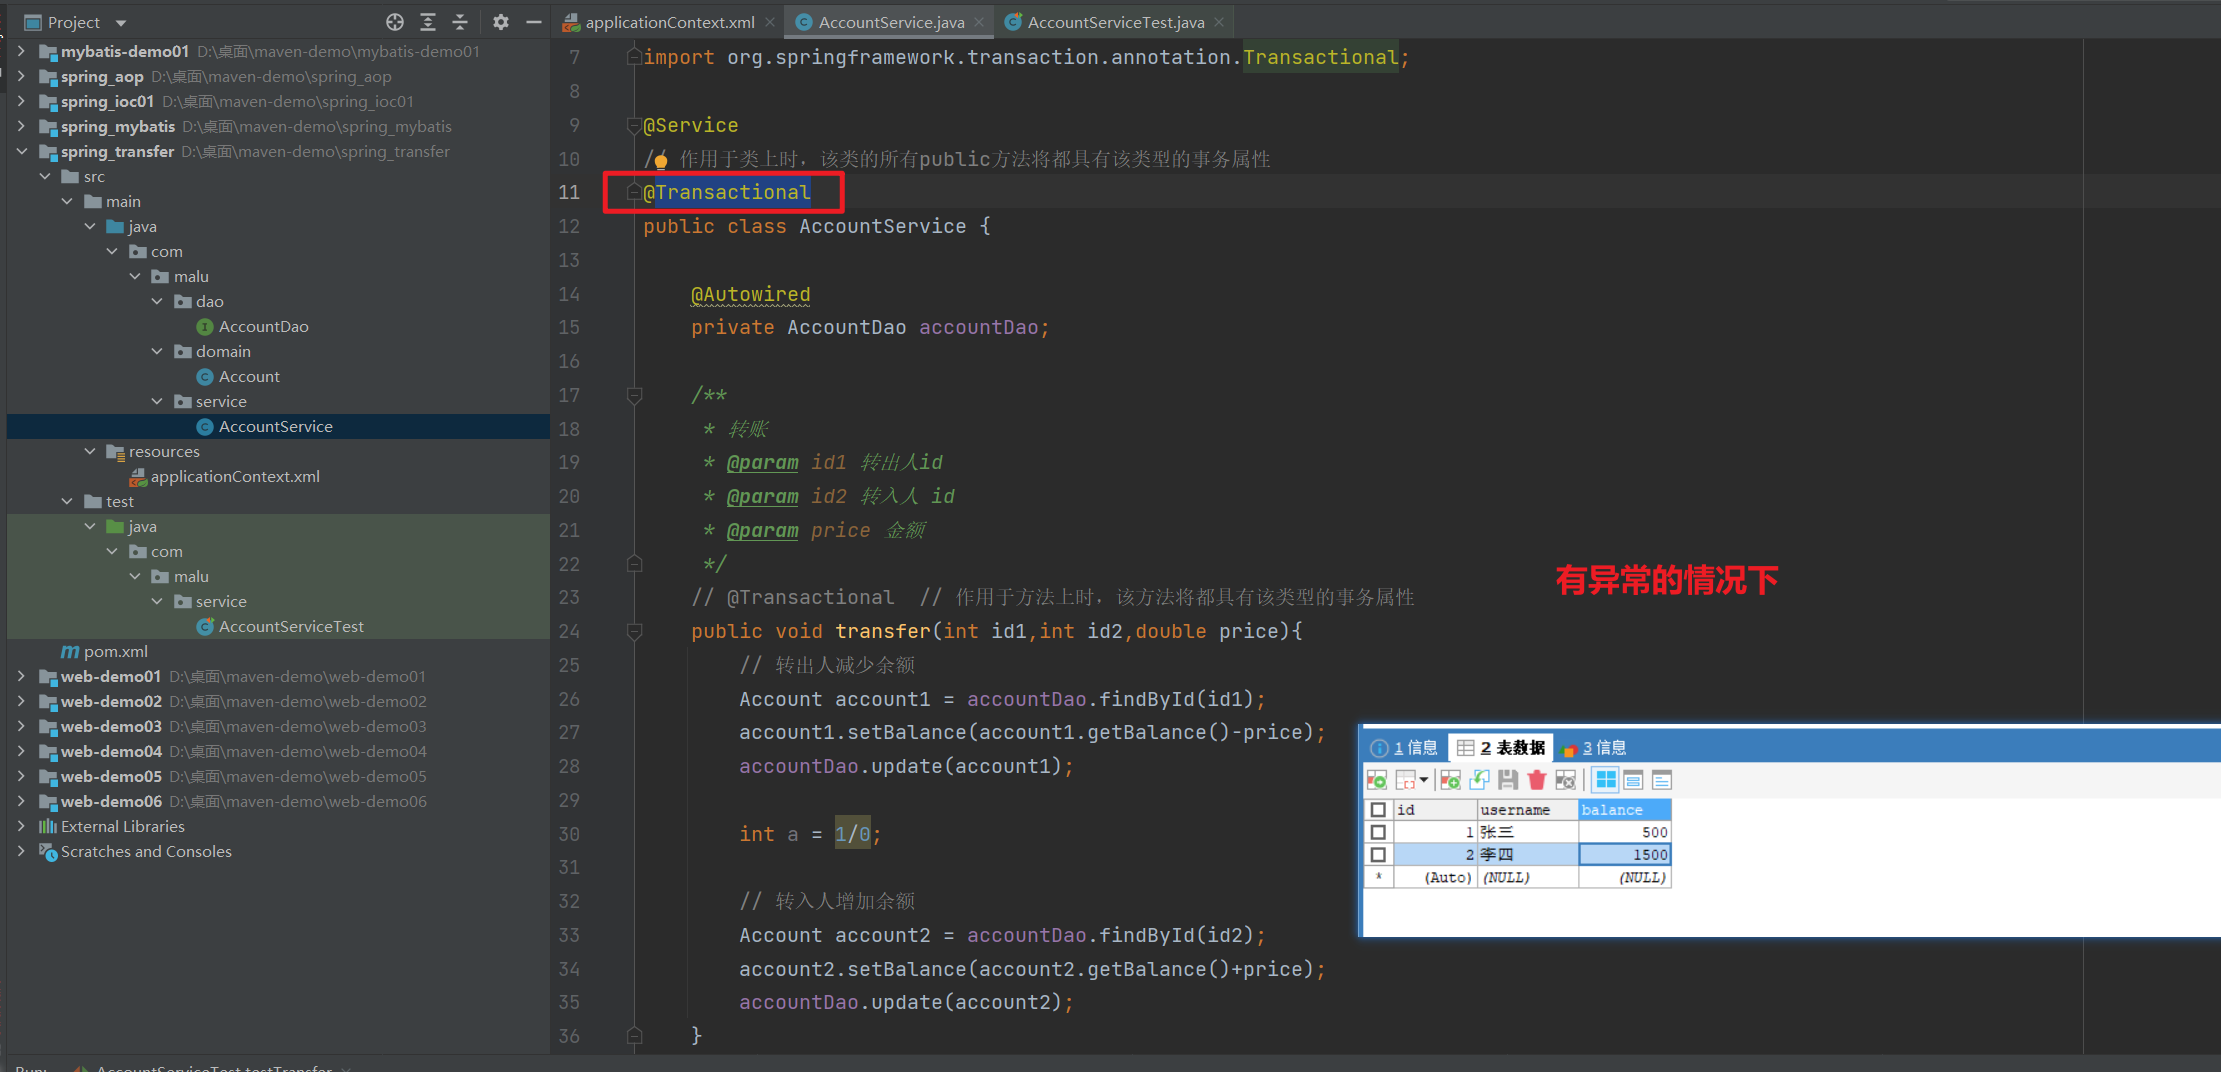 Project
applicationContext.xml
AccountService.java
AccountServiceTest.java
mybatis-demo01 D:\桌面\maven-demo\mybatis-demo01
spring_aop D:\桌面\maven-demo\spring_aop
spring_ioc01 D:\桌面\maven-demo\spring_ioc01
spring_mybatis D:\桌面\maven-demo\spring_mybatis
spring_transfer D:\桌面\maven-demo\spring_transfer
src
main
java
com
malu
dao
AccountDao
domain
Account
service
AccountService
resources
applicationContext.xml
test
java
com
malu
service
AccountServiceTest
pom.xml
web-demo01 D:\桌面\maven-demo\web-demo01
web-demo02 D:\桌面\maven-demo\web-demo02
web-demo03 D:\桌面\maven-demo\web-demo03
web-demo04 D:\桌面\maven-demo\web-demo04
web-demo05 D:\桌面\maven-demo\web-demo05
web-demo06 D:\桌面\maven-demo\web-demo06
External Libraries
Scratches and Consoles
7 import org.springframework.transaction.annotation.Transactional;
8
9 @Service
10 // 作用于类上时，该类的所有public方法将都具有该类型的事务属性
11 @Transactional
12 public class AccountService {
13
14 @Autowired
15 private AccountDao accountDao;
16
17 /**
18 * 转账
19 * @param id1 转出人id
20 * @param id2 转入人 id
21 * @param price 金额
22 */
23 // @Transactional // 作用于方法上时，该方法将都具有该类型的事务属性
24 public void transfer(int id1,int id2,double price){
25 // 转出人减少余额
26 Account account1 = accountDao.findById(id1);
27 account1.setBalance(account1.getBalance()-price);
28 accountDao.update(account1);
29
30 int a = 1/0;
31
32 // 转入人增加余额
33 Account account2 = accountDao.findById(id2);
34 account2.setBalance(account2.getBalance()+price);
35 accountDao.update(account2);
36 }
有异常的情况下
1 信息 2 表数据 3 信息
id username balance
1 张三 500
2 李四 1500
* (Auto) (NULL) (NULL)
Run: AccountServiceTest.testTransfer